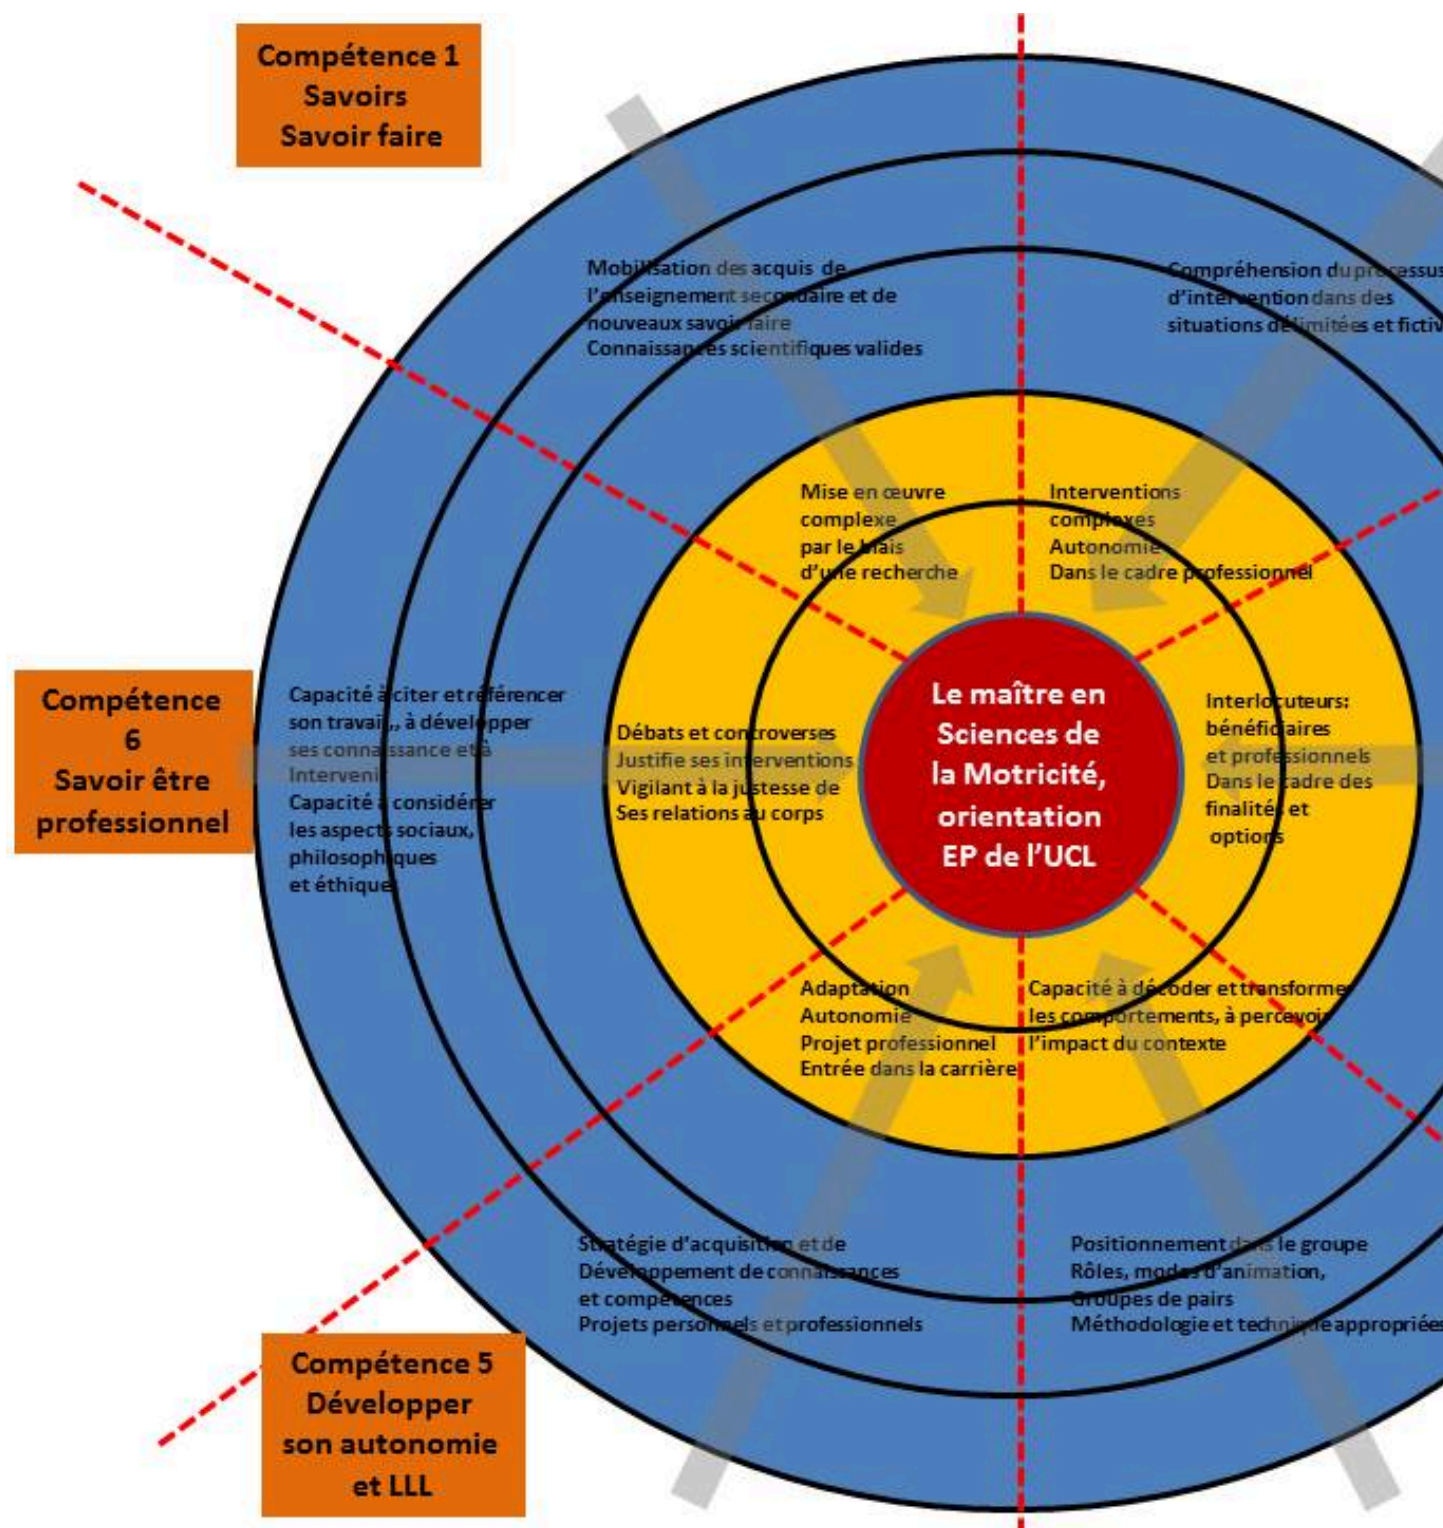 Compétence 1
Savoirs
Savoir faire
Mobilisation des acquis de
l'enseignement secondaire et de
nouveaux savoir faire
Connaissances scientifiques valides
Compréhension du processus
d'intervention dans des
situations délimitées et fictiv
Mise en œuvre
complexe
par le biais
d'une recherche
Interventions
complexes
Autonomie
Dans le cadre professionnel
Compétence
6
Savoir être
professionnel
Capacité à citer et référencer
son travail,, à développer
ses connaissance et à
Intervenir
Capacité à considérer
les aspects sociaux,
philosophiques
et éthiques
Débats et controverses
Justifie ses interventions
Vigilant à la justesse de
Ses relations au corps
Le maître en
Sciences de
la Motricité,
orientation
EP de l'UCL
Interlocuteurs:
bénéficiaires
et professionnels
Dans le cadre des
finalités et
options
Adaptation
Autonomie
Projet professionnel
Entrée dans la carrière
Capacité à décoder et transformer
les comportements, à percevoir
l'impact du contexte
Stratégie d'acquisition et de
Développement de connaissances
et compétences
Projets personnels et professionnels
Positionnement dans le groupe
Rôles, modes d'animation,
Groupes de pairs
Méthodologie et technique appropriées
Compétence 5
Développer
son autonomie
et LLL